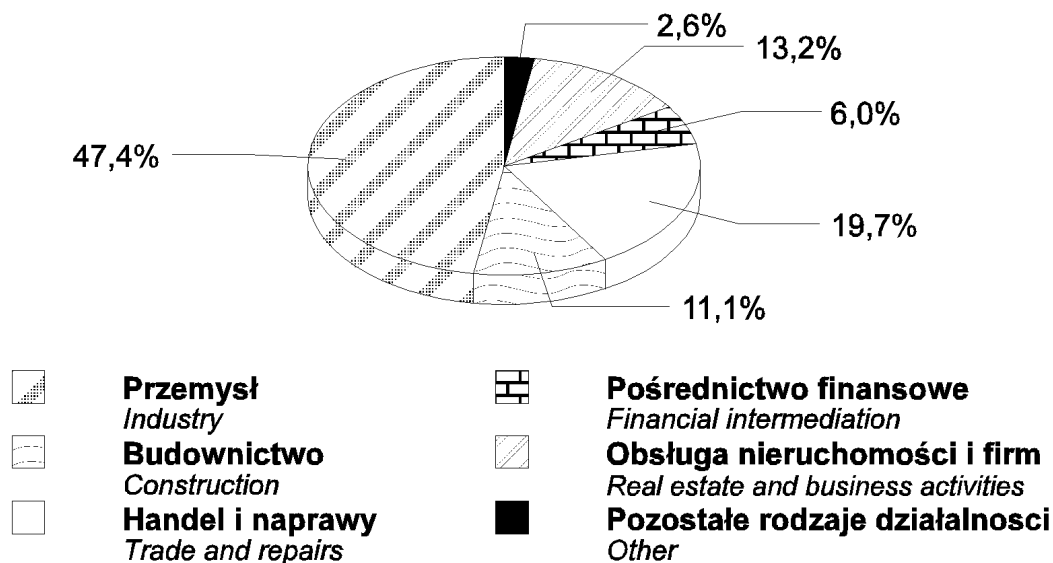 2,6%
13,2%
6,0%
47,4%
19,7%
11,1%
Przemysł
Industry
Budownictwo
Construction
Handel i naprawy
Trade and repairs
Pośrednictwo finansowe
Financial intermediation
Obsługa nieruchomości i firm
Real estate and business activities
Pozostałe rodzaje działalnosci
Other